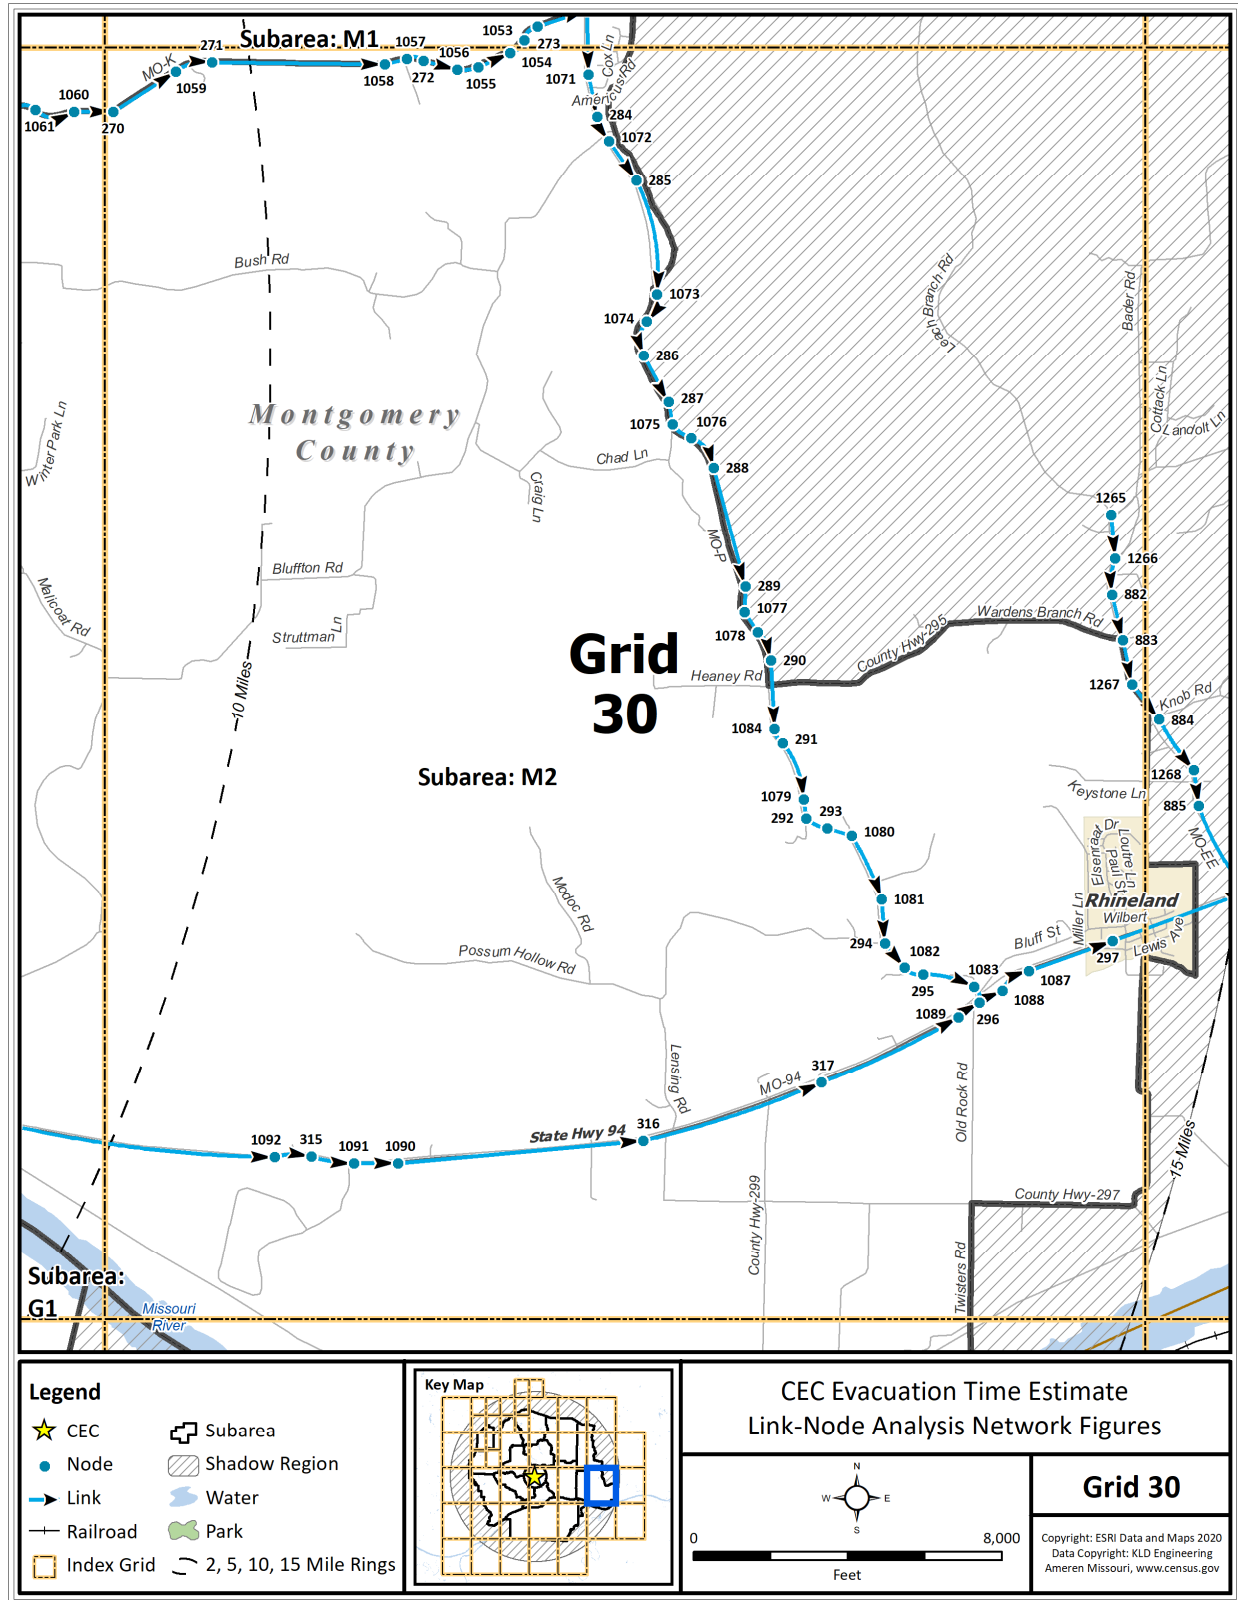 Subarea: M1
1053
273
1054
1057
1056
271
272
1058
1055
MO-K
1059
1060
1061
270
Cox Ln
1071
Americus Rd
284
1072
285
Bush Rd
1073
1074
286
Leach Branch Rd
Bader Rd
Montgomery
County
287
1075
1076
Cottack Ln
Landolt Ln
Winter Park Ln
Chad Ln
288
Craig Ln
1265
MO-P
1266
Bluffton Rd
289
882
Malicoat Rd
1077
Wardens Branch Rd
Struttman Ln
1078
County Hwy-295
883
Grid
30
290
Heaney Rd
1267
10 Miles
Knob Rd
884
1084
291
Subarea: M2
1268
1079
Keystone Ln
885
292
293
1080
MO-EE
Elsenraat Dr
Loutre Ln
Paul St
1081
Rhineland
Wilbert
Modoc Rd
Miller Ln
Lewis Ave
294
Bluff St
297
Possum Hollow Rd
1082
1083
295
1087
1088
1089
296
Lensing Rd
317
MO-94
Old Rock Rd
316
State Hwy 94
1092
315
1091
1090
15 Miles
County Hwy-299
County Hwy-297
Twisters Rd
Subarea:
G1
Missouri
River
Legend
CEC
Node
Link
Railroad
Index Grid
Subarea
Shadow Region
Water
Park
2, 5, 10, 15 Mile Rings
Key Map
CEC Evacuation Time Estimate
Link-Node Analysis Network Figures
N
W
E
S
0
8,000
Feet
Grid 30
Copyright: ESRI Data and Maps 2020
Data Copyright: KLD Engineering
Ameren Missouri, www.census.gov